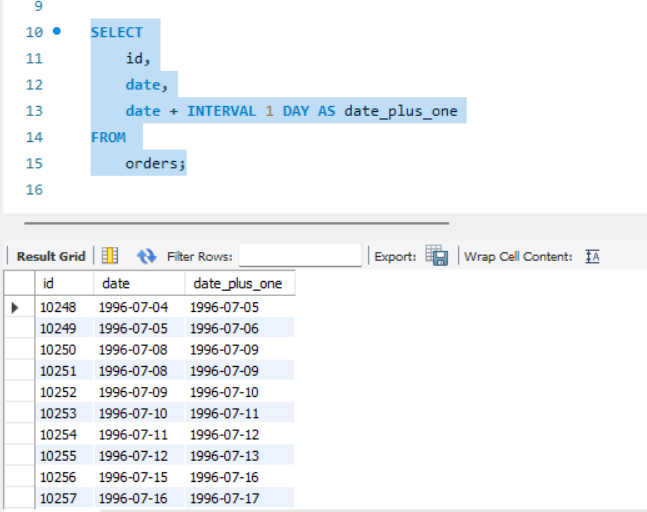 9
10 SELECT
11 id,
12 date,
13 date + INTERVAL 1 DAY AS date_plus_one
14 FROM
15 orders;
16
Result Grid Filter Rows: Export: Wrap Cell Content: IA
id date date_plus_one
10248 1996-07-04 1996-07-05
10249 1996-07-05 1996-07-06
10250 1996-07-08 1996-07-09
10251 1996-07-08 1996-07-09
10252 1996-07-09 1996-07-10
10253 1996-07-10 1996-07-11
10254 1996-07-11 1996-07-12
10255 1996-07-12 1996-07-13
10256 1996-07-15 1996-07-16
10257 1996-07-16 1996-07-17